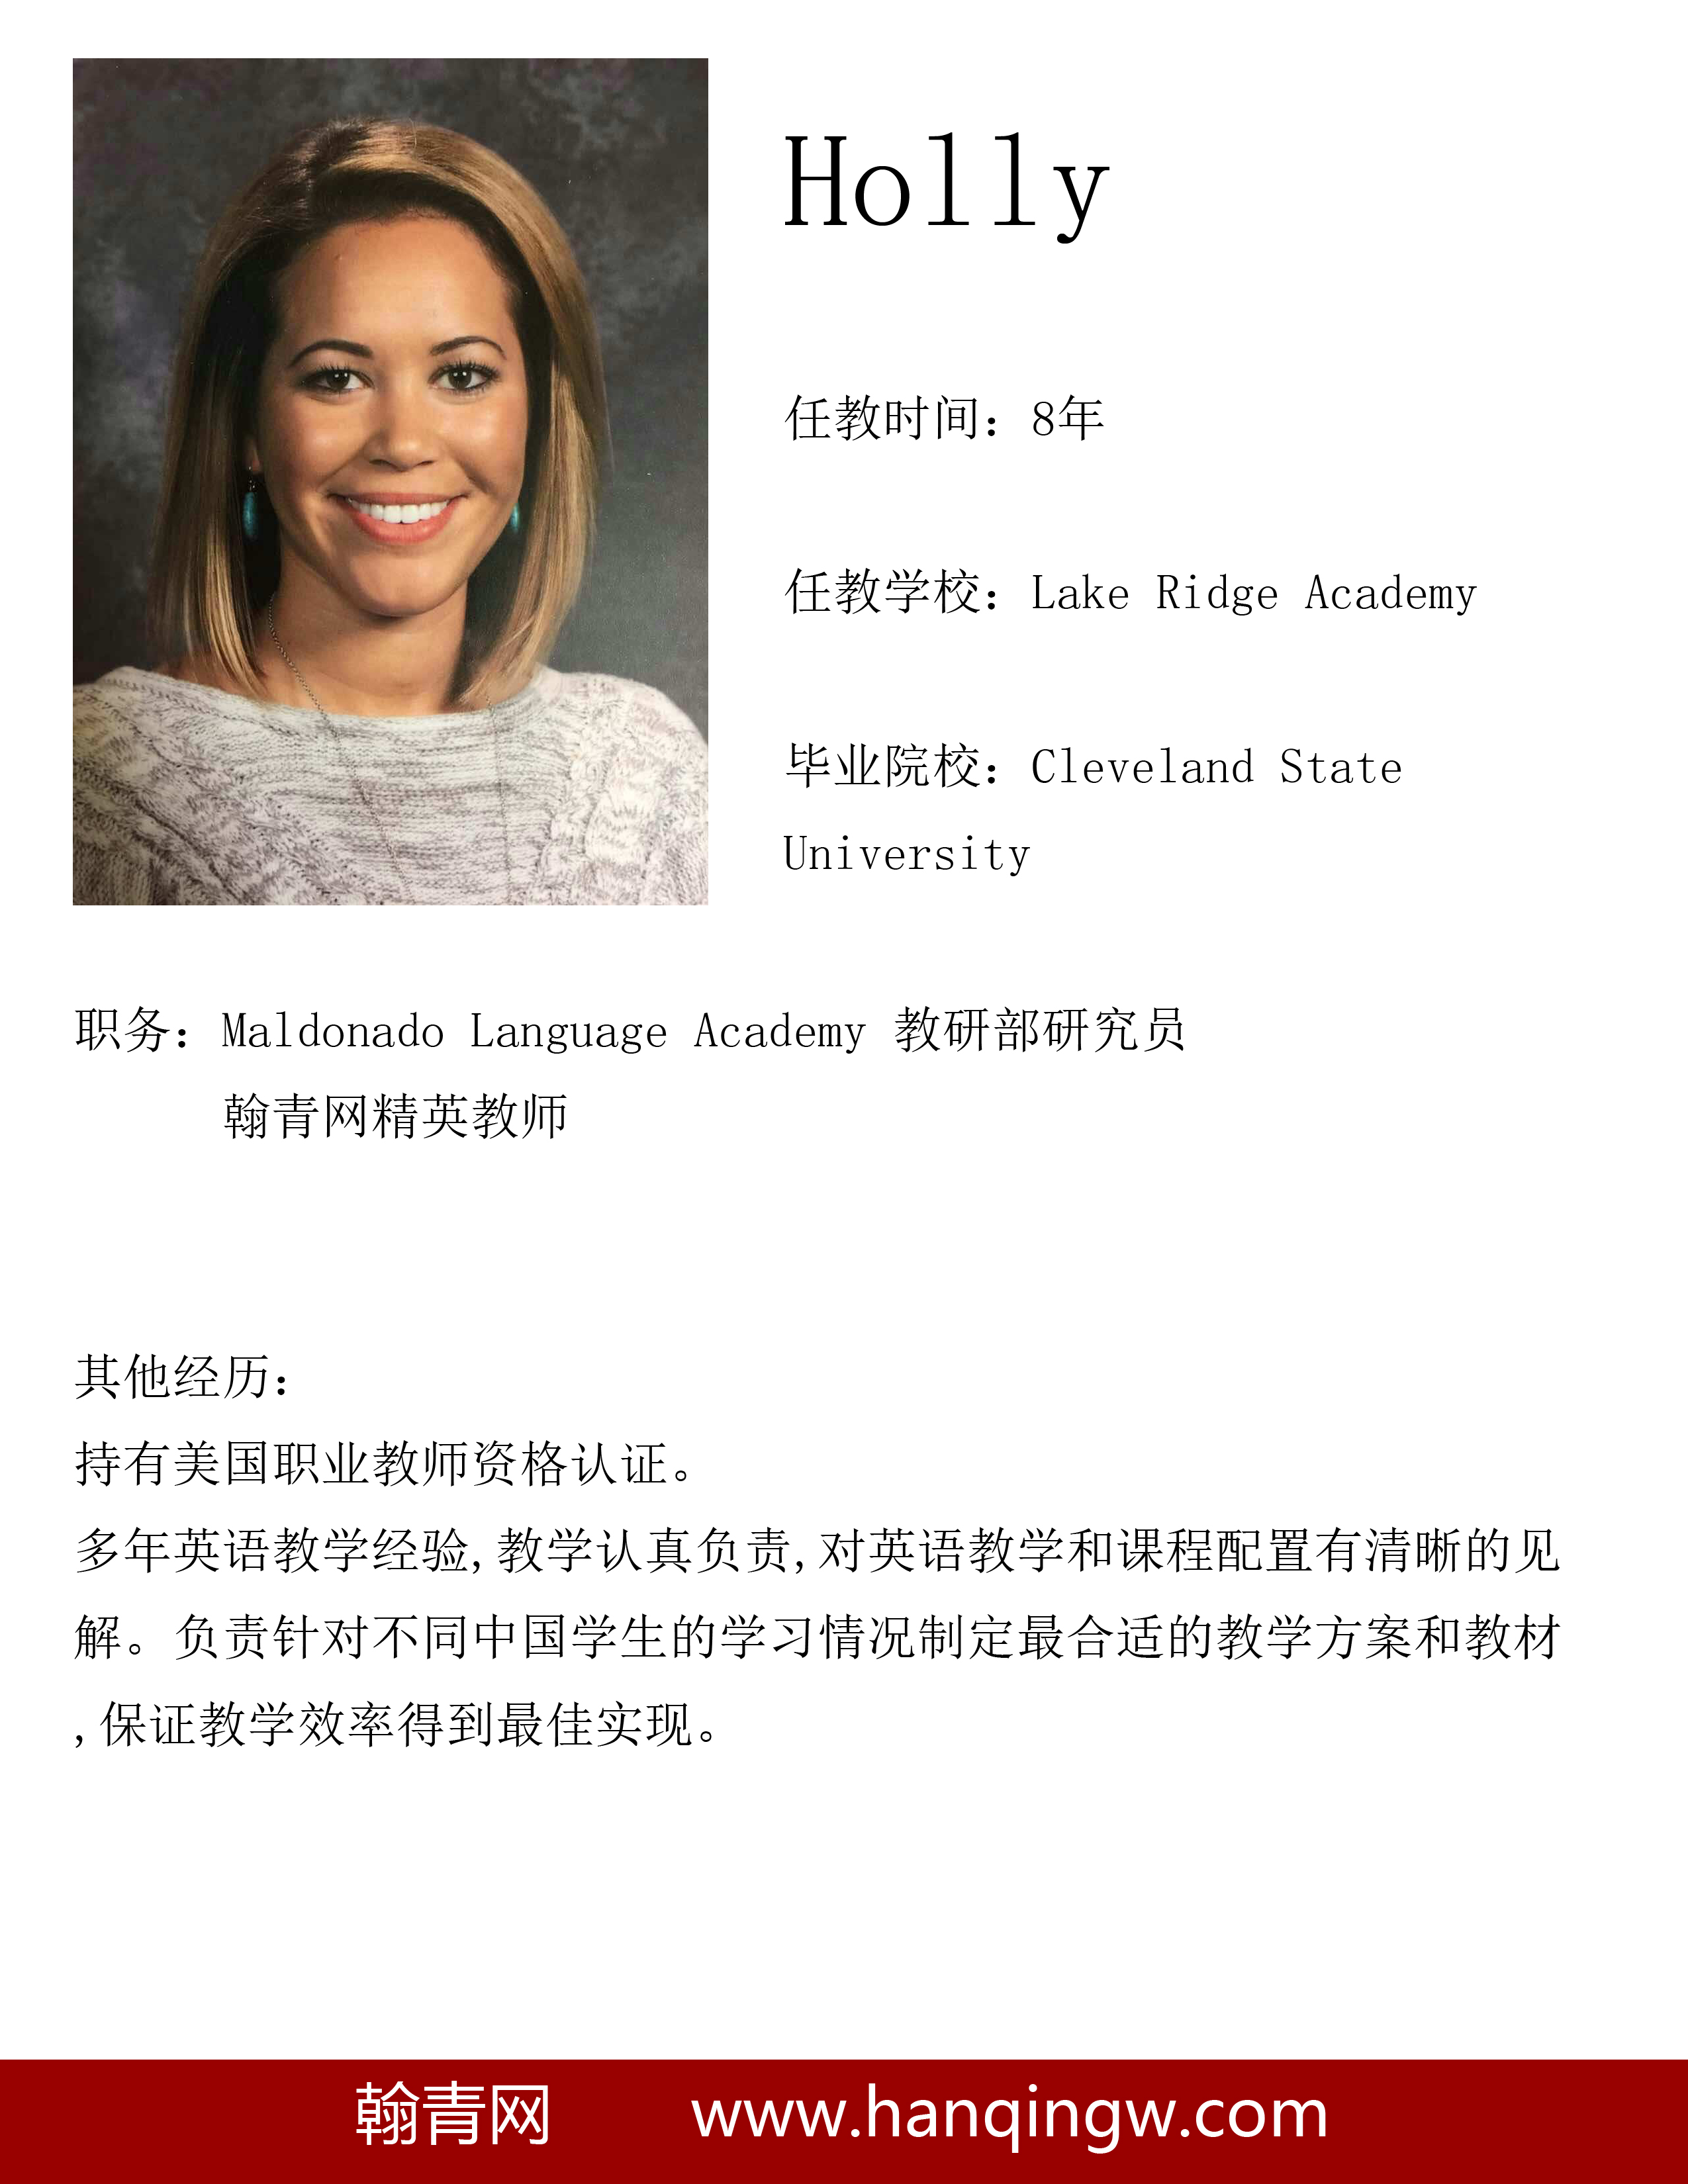 Holly
任教时间：8年
任教学校：Lake Ridge Academy
毕业院校：Cleveland State
University
职务：Maldonado Language Academy 教研部研究员
翰青网精英教师
其他经历：
持有美国职业教师资格认证。
多年英语教学经验,教学认真负责,对英语教学和课程配置有清晰的见
解。负责针对不同中国学生的学习情况制定最合适的教学方案和教材
,保证教学效率得到最佳实现。
翰青网 www.hanqingw.com